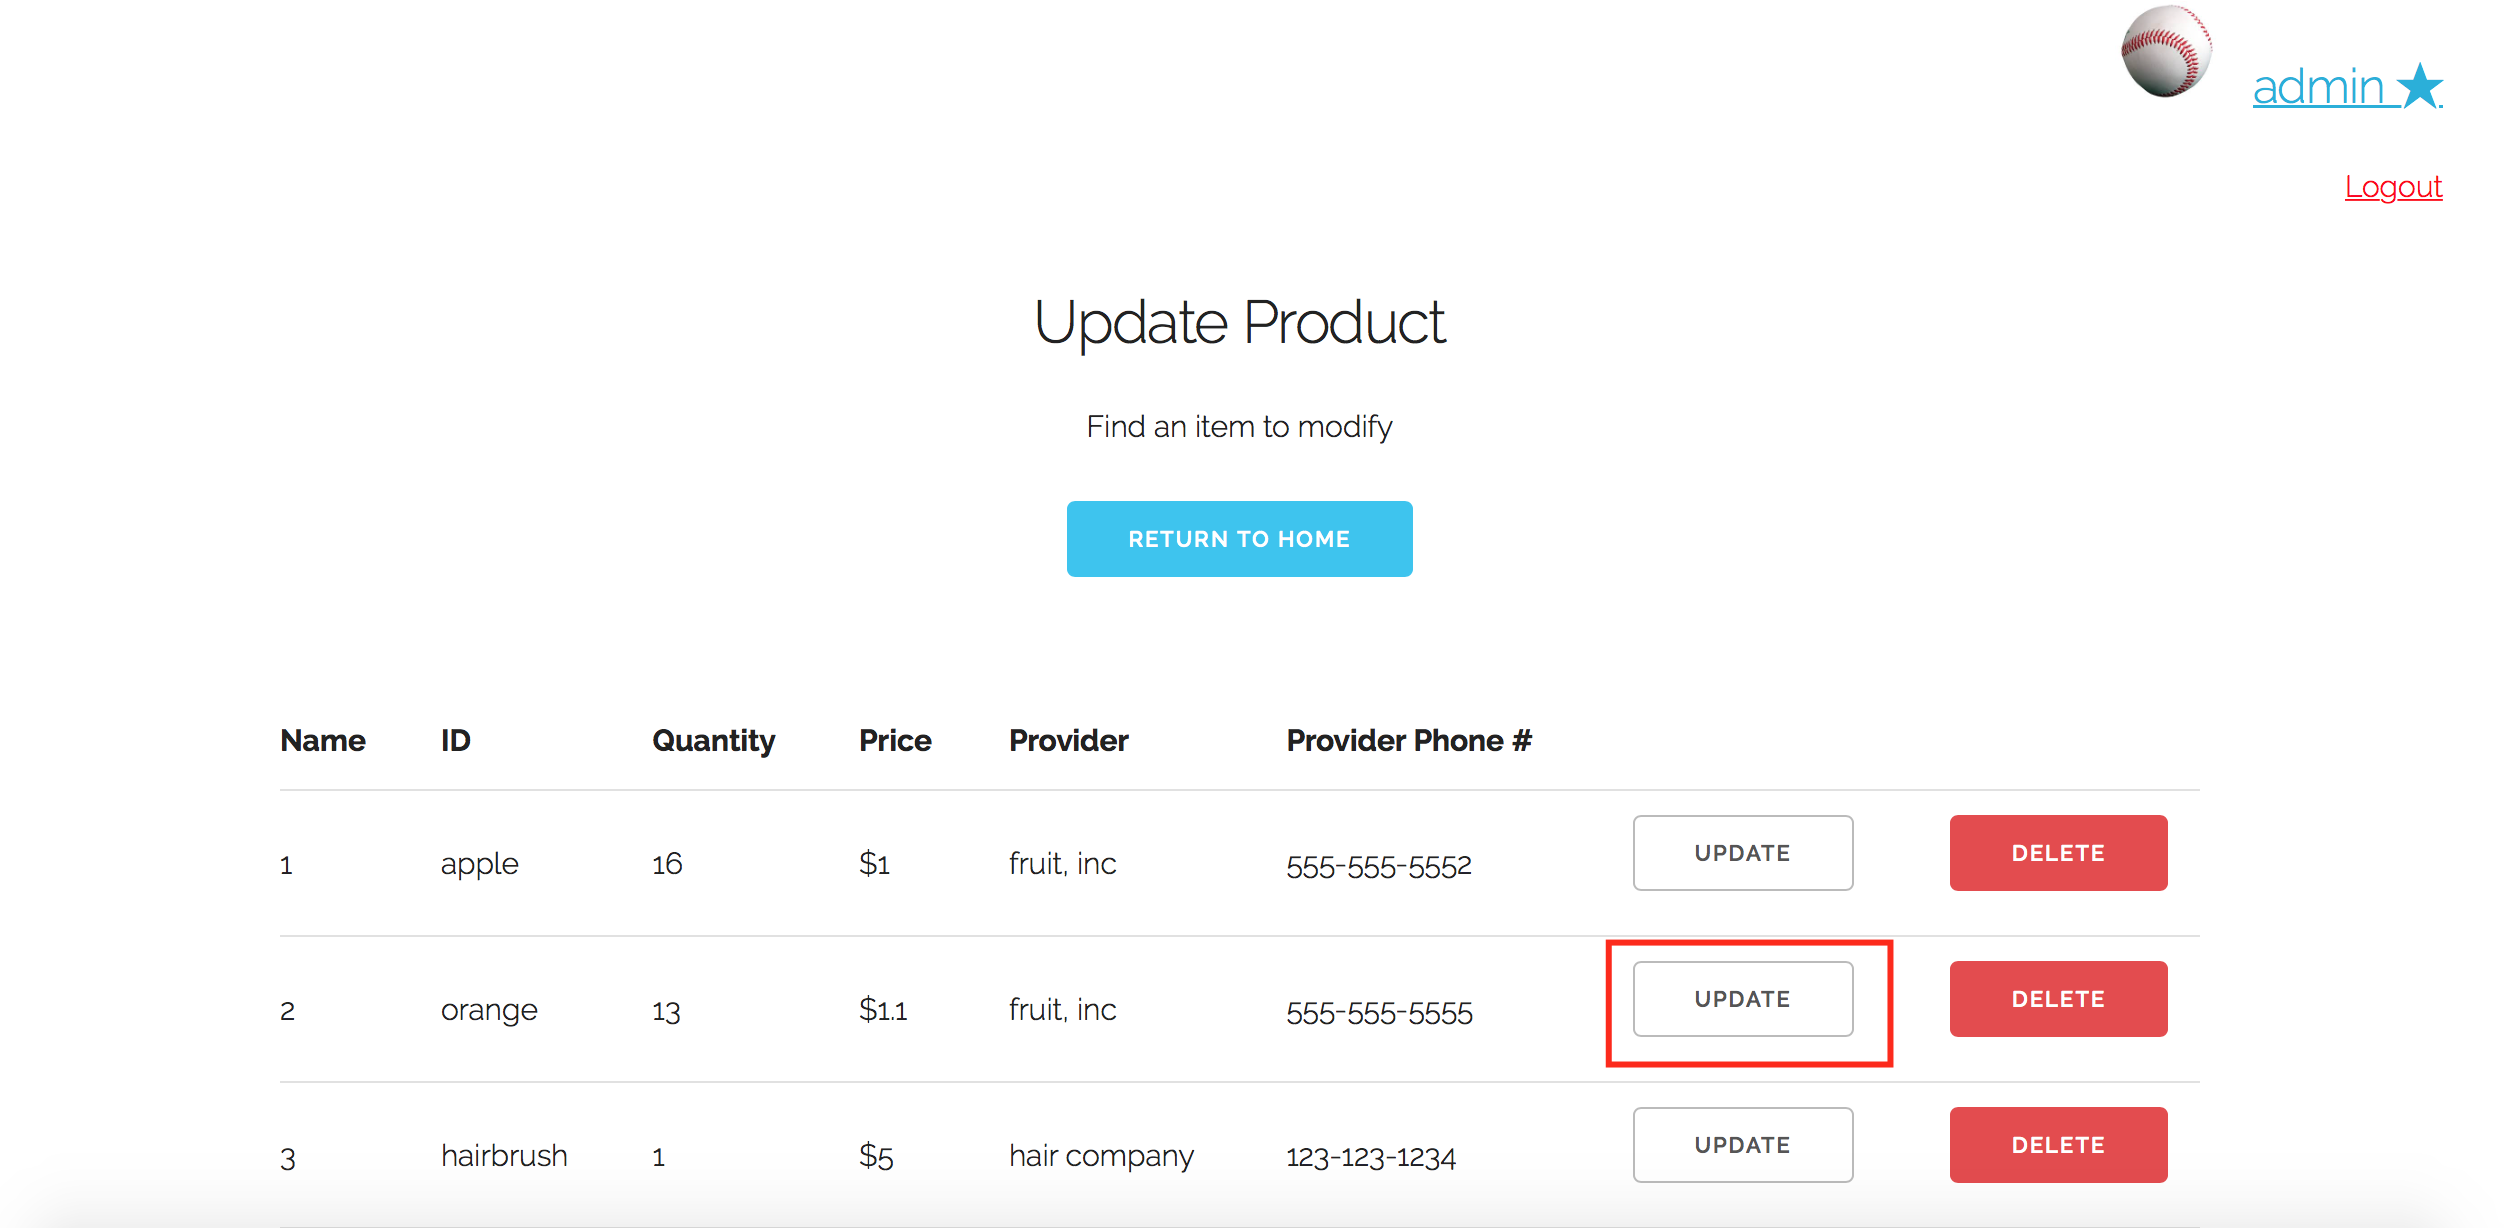 admin ★
Logout
Update Product
Find an item to modify
RETURN TO HOME
Name ID Quantity Price Provider Provider Phone #
1 apple 16 $1 fruit, inc 555-555-5552 UPDATE DELETE
2 orange 13 $1.1 fruit, inc 555-555-5555 UPDATE DELETE
3 hairbrush 1 $5 hair company 123-123-1234 UPDATE DELETE